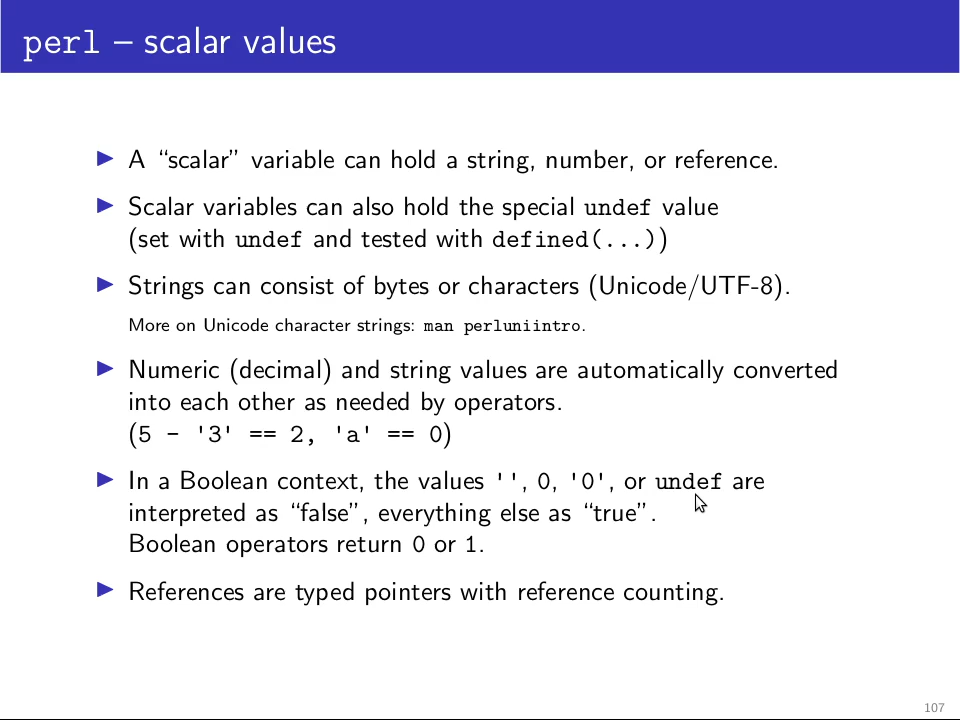 perl – scalar values
▶ A “scalar” variable can hold a string, number, or reference.
▶ Scalar variables can also hold the special undef value
(set with undef and tested with defined(...))
▶ Strings can consist of bytes or characters (Unicode/UTF-8).
More on Unicode character strings: man perluniintro.
▶ Numeric (decimal) and string values are automatically converted
into each other as needed by operators.
(5 - '3' == 2, 'a' == 0)
▶ In a Boolean context, the values '', 0, '0', or undef are
interpreted as “false”, everything else as “true”.
Boolean operators return 0 or 1.
▶ References are typed pointers with reference counting.
107